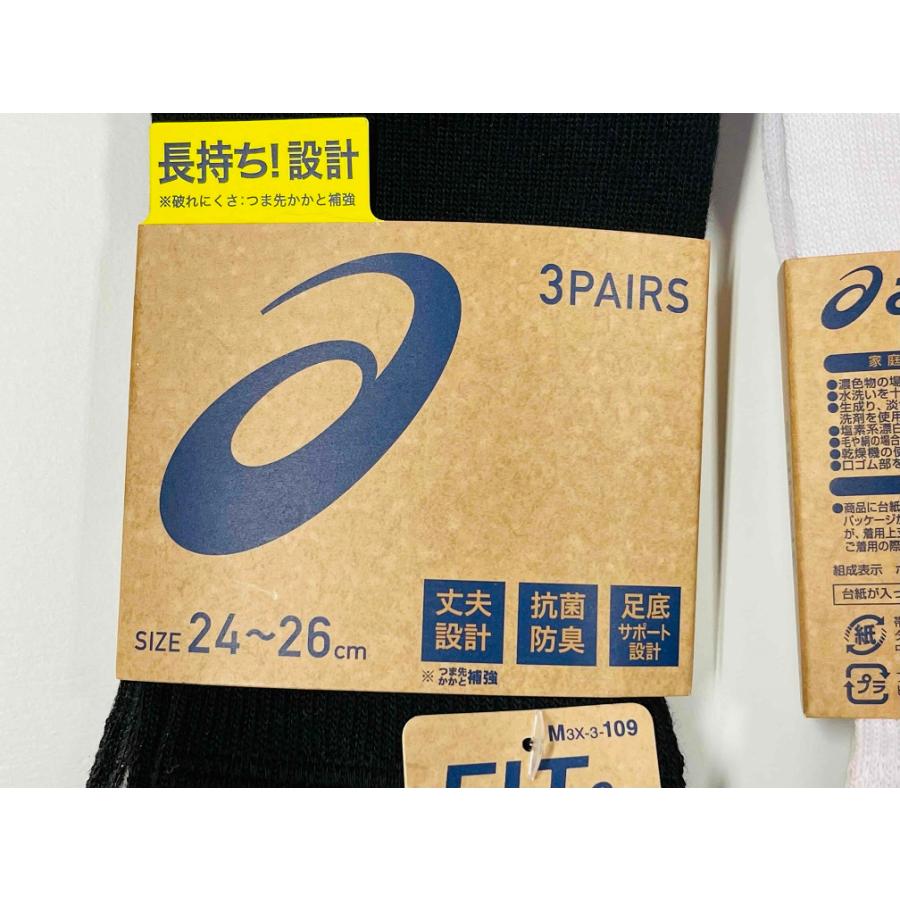 長持ち!設計
※破れにくさ:つま先かかと補強
3PAIRS
SIZE 24～26cm
丈夫
設計
※つま先かかと補強
抗菌
防臭
足底
サポート
設計
M3X-3-109
FIT
家庭
●濃色物の場
●水洗いを十
●生成り、淡
洗剤を使用
●塩素系漂白
●毛や絹の場合
●乾燥機の使
●口ゴム部を
●商品に台紙
パッケージが
が、着用上支
ご着用の際
組成表示
台紙が入っ
紙
プラ